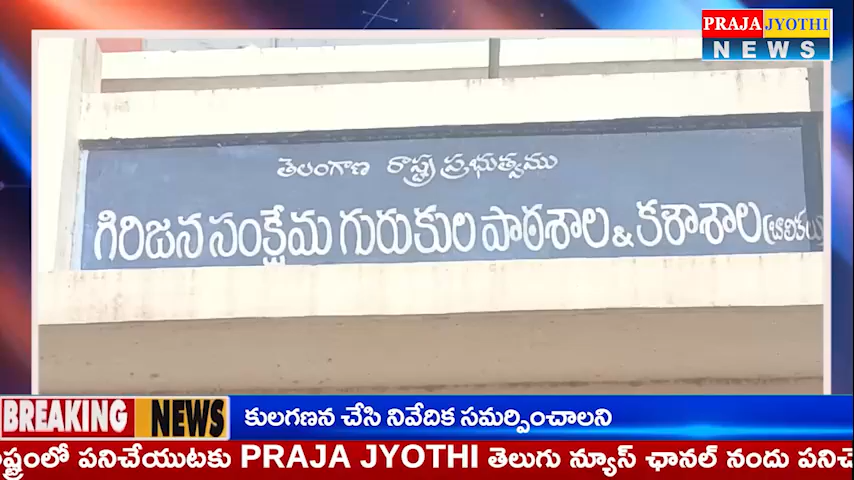 PRAJA JYOTHI
NEWS
తెలంగాణ రాష్ట్ర ప్రభుత్వము
గిరిజన సంక్షేమ గురుకుల పాఠశాల & కళాశాల (బాలికలు)
BREAKING NEWS కులగణన చేసి నివేదిక సమర్పించాలని
ష్ట్రంలో పనిచేయుటకు PRAJA JYOTHI తెలుగు న్యూస్ ఛానల్ నందు పనిచే